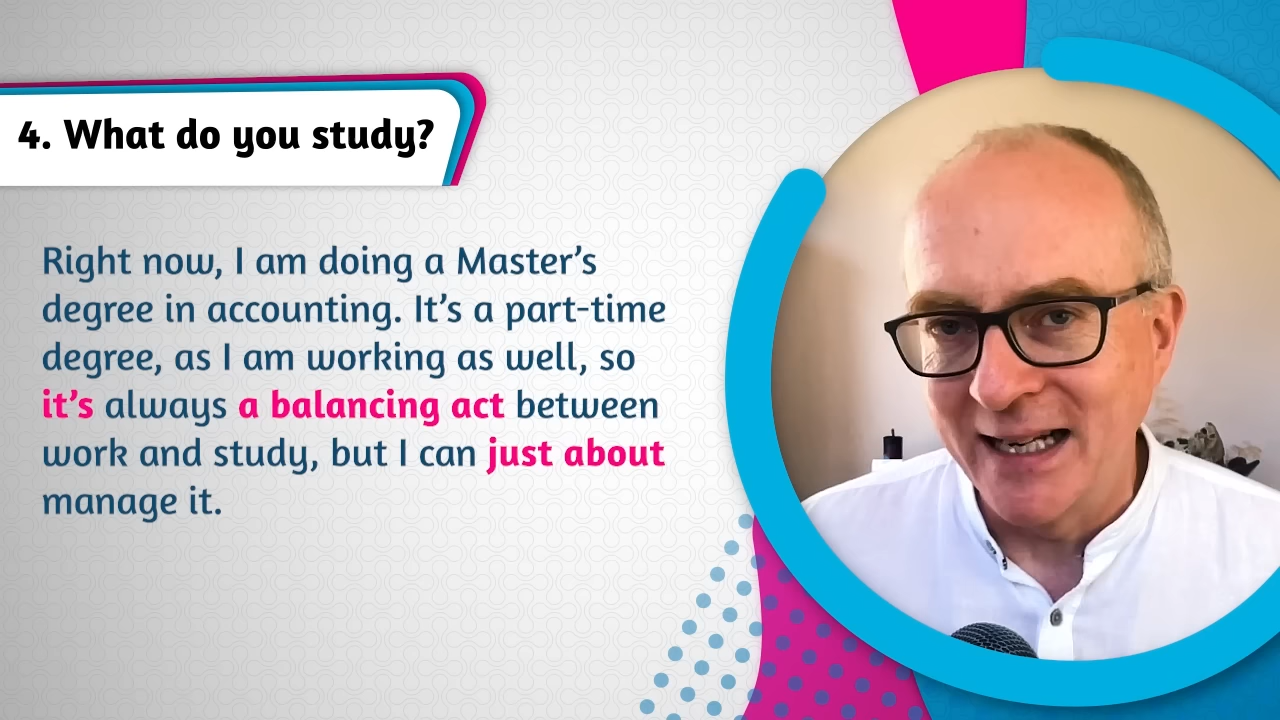 4. What do you study?
Right now, I am doing a Master’s
degree in accounting. It’s a part-time
degree, as I am working as well, so
it’s always a balancing act between
work and study, but I can just about
manage it.